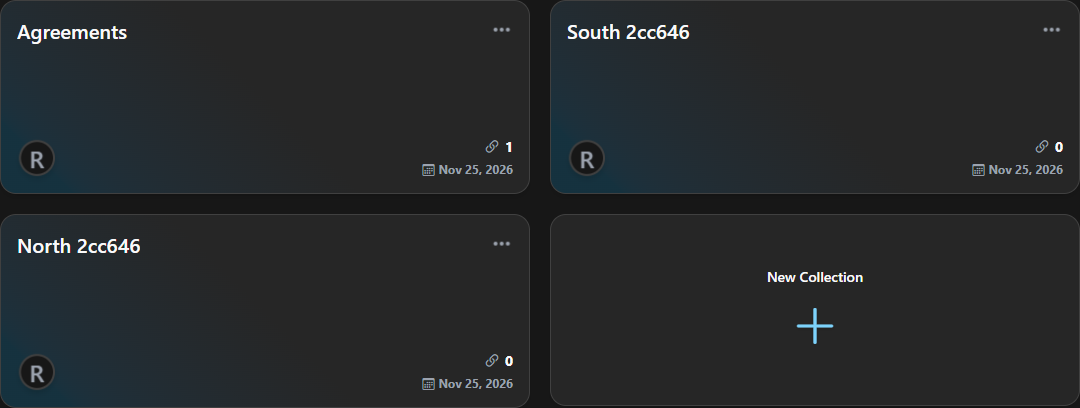 Agreements
R
1
Nov 25, 2026
South 2cc646
R
0
Nov 25, 2026
North 2cc646
R
0
Nov 25, 2026
New Collection